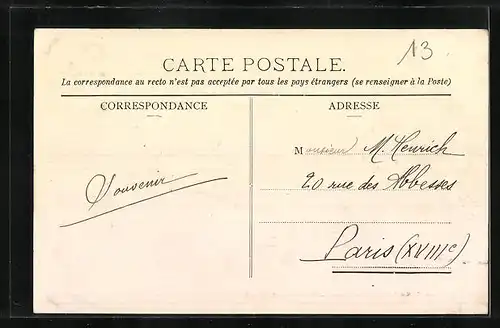 13
CARTE POSTALE.
La correspondance au recto n'est pas acceptée par tous les pays étrangers (se renseigner à la Poste)
CORRESPONDANCE
Souvenir
ADRESSE
Monsieur M. Henrich
20 rue des Abbesses
Paris (XVIIIe)